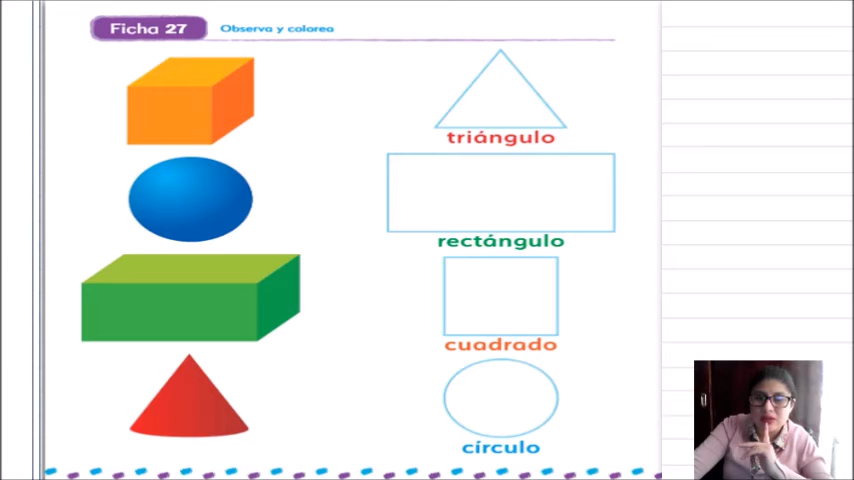 Ficha 27
Observa y colorea
triángulo
rectángulo
cuadrado
círculo